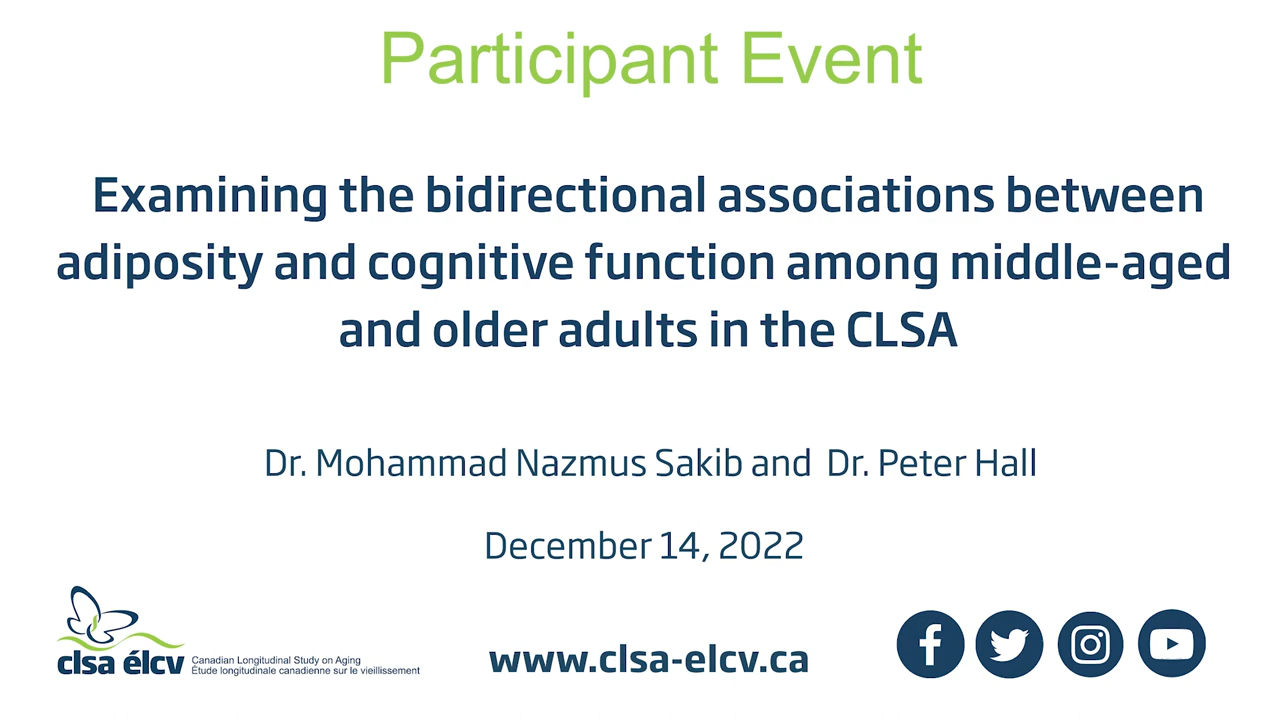 Participant Event
Examining the bidirectional associations between
adiposity and cognitive function among middle-aged
and older adults in the CLSA
Dr. Mohammad Nazmus Sakib and Dr. Peter Hall
December 14, 2022
clsa élcv
Canadian Longitudinal Study on Aging
Étude longitudinale canadienne sur le vieillissement
www.clsa-elcv.ca